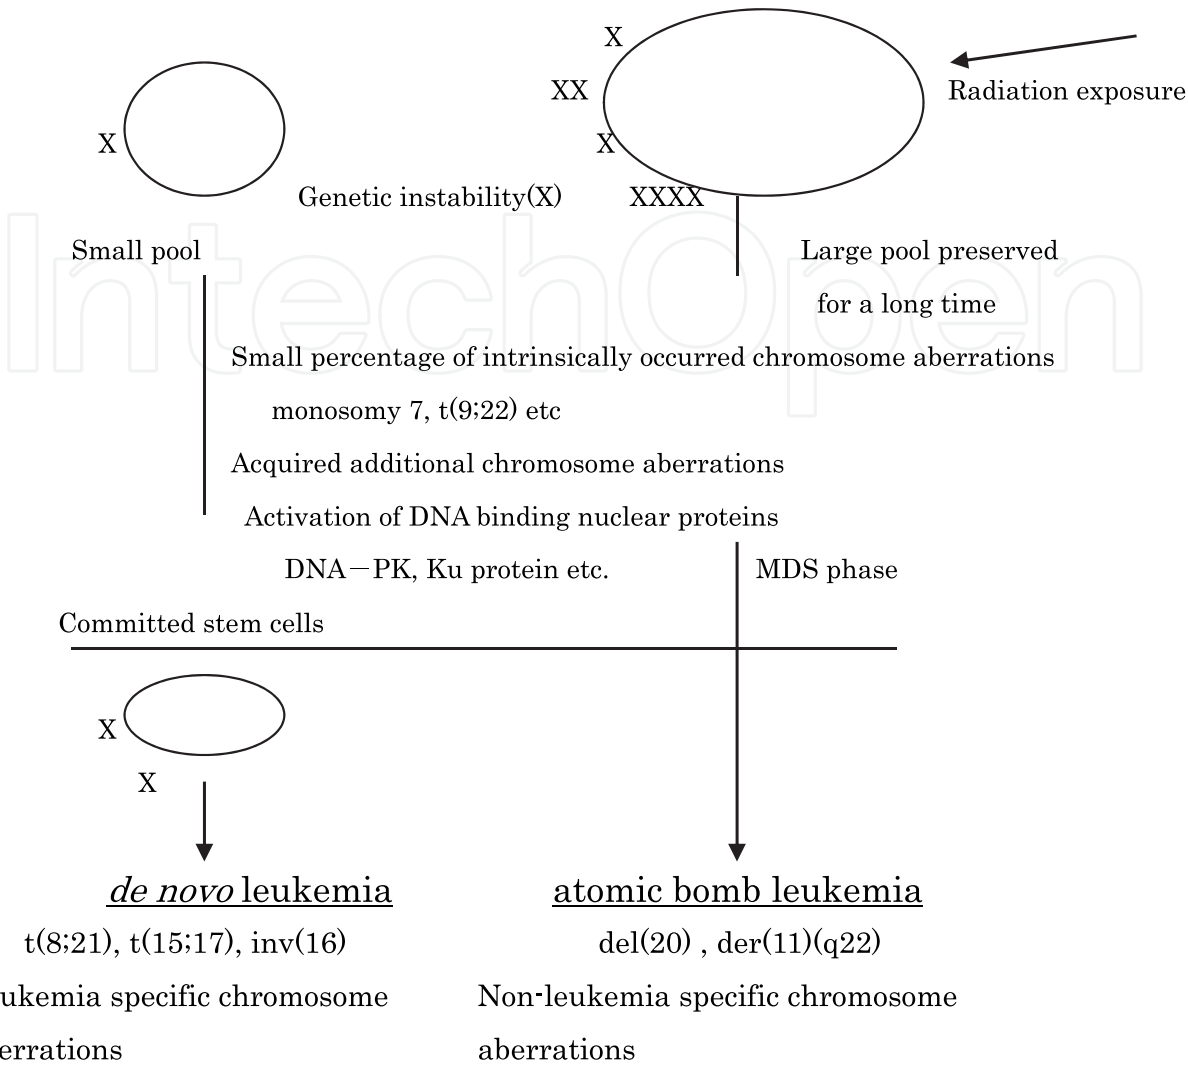 X
XX
Radiation exposure
X
X
Genetic instability(X)
XXXX
Small pool
Large pool preserved
for a long time
IntechOpen
Small percentage of intrinsically occurred chromosome aberrations
monosomy 7, t(9;22) etc
Acquired additional chromosome aberrations
Activation of DNA binding nuclear proteins
DNA－PK, Ku protein etc.
MDS phase
Committed stem cells
X
X
de novo leukemia
atomic bomb leukemia
t(8;21), t(15;17), inv(16)
del(20) , der(11)(q22)
ukemia specific chromosome
errations
Non-leukemia specific chromosome
aberrations